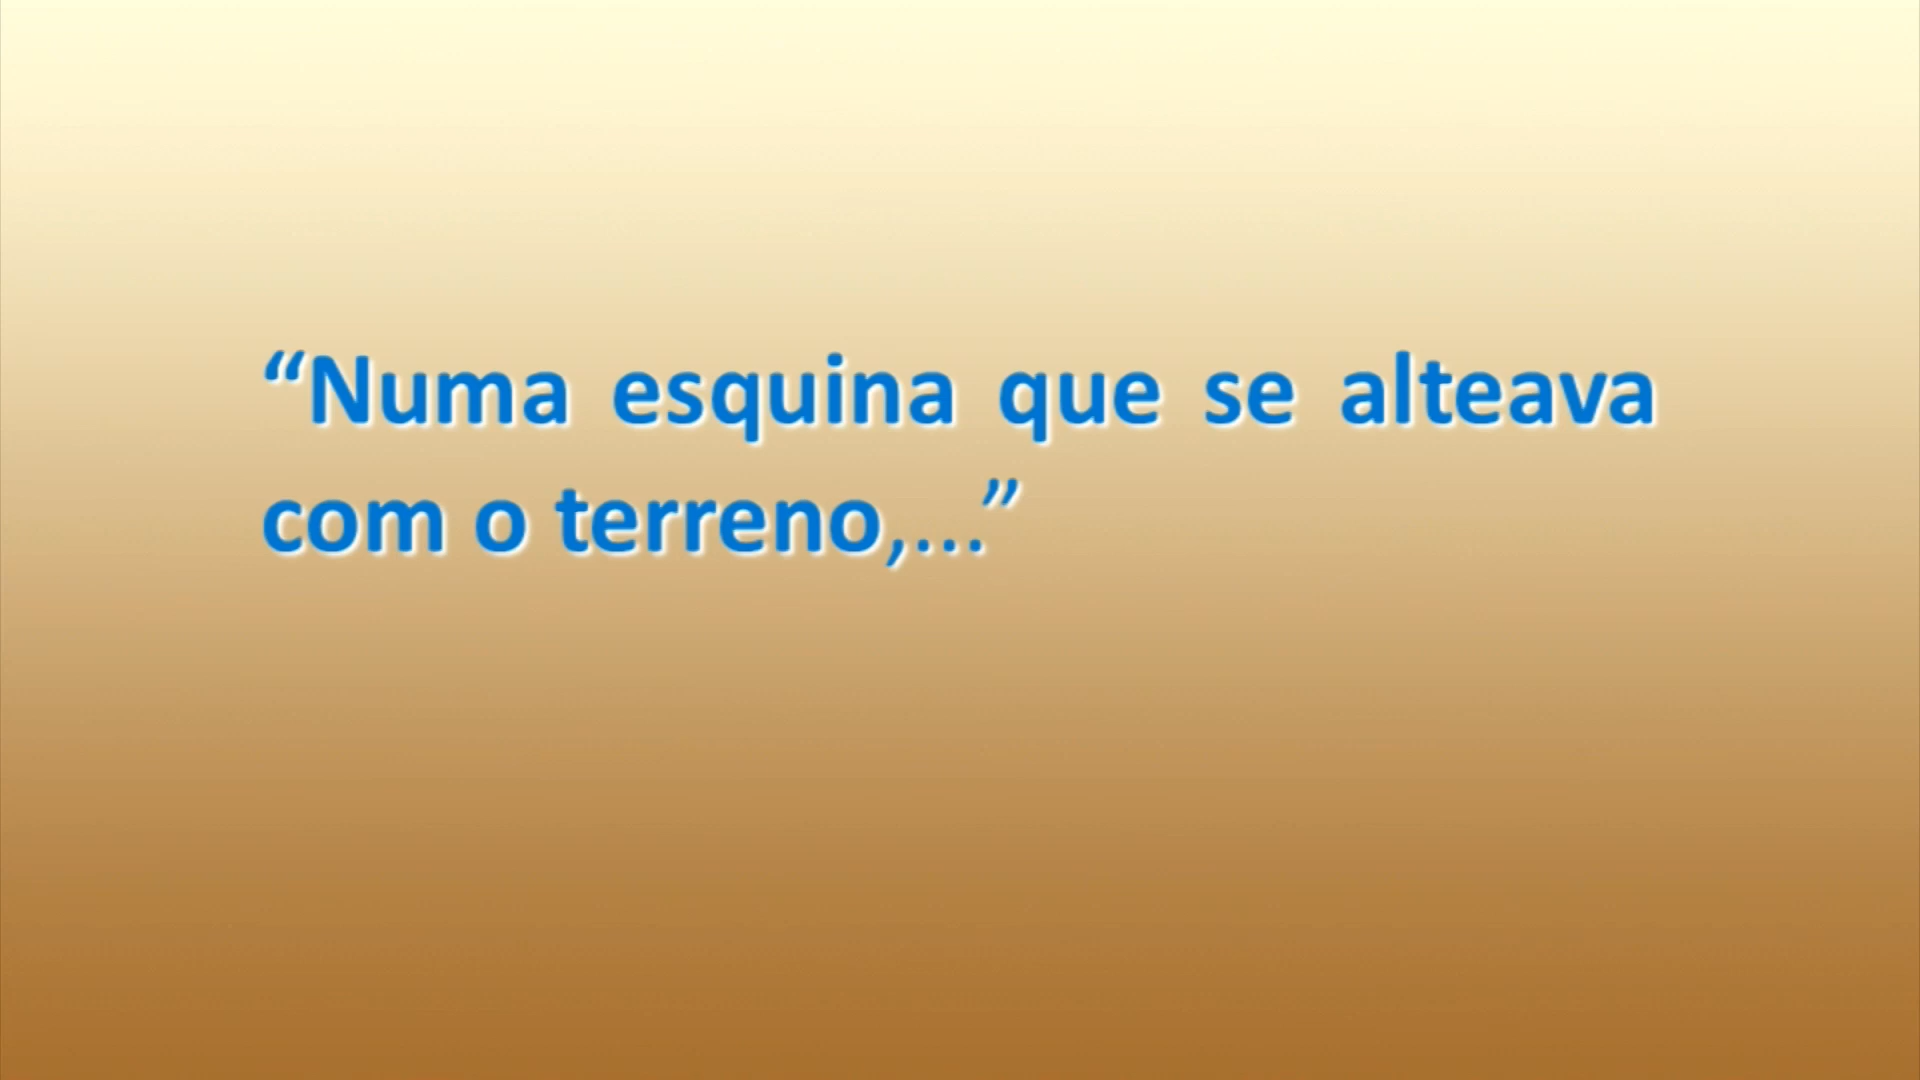 “Numa esquina que se alteava
com o terreno,...”